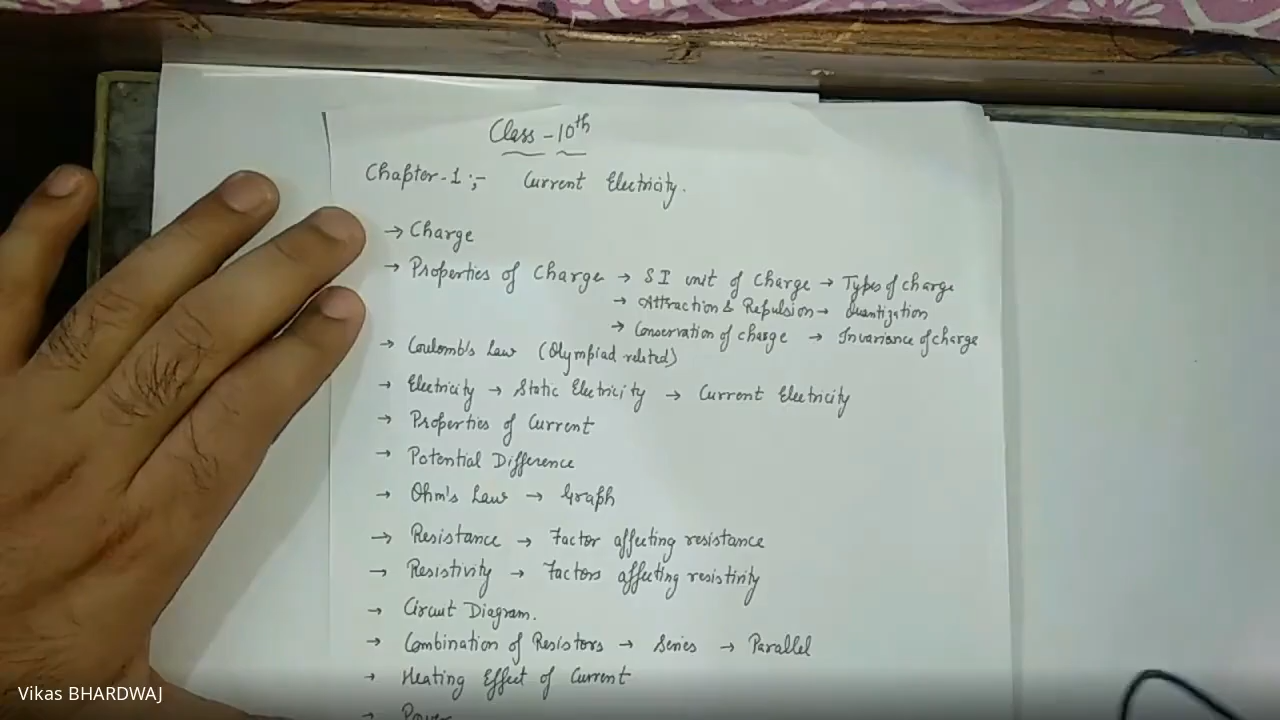 Class - 10th
Chapter-1 :- Current Electricity.
→ Charge
→ Properties of Charge → SI unit of Charge → Types of charge
→ Attraction & Repulsion → Quantization
→ Conservation of charge → Invariance of charge
→ Coulomb's Law (Olympiad related)
→ Electricity → Static Electricity → Current Electricity
→ Properties of Current
→ Potential Difference
→ Ohm's Law → Graph
→ Resistance → Factor affecting resistance
→ Resistivity → Factors affecting resistivity
→ Circuit Diagram.
→ Combination of Resistors → Series → Parallel
→ Heating Effect of Current
→ Power
Vikas BHARDWAJ